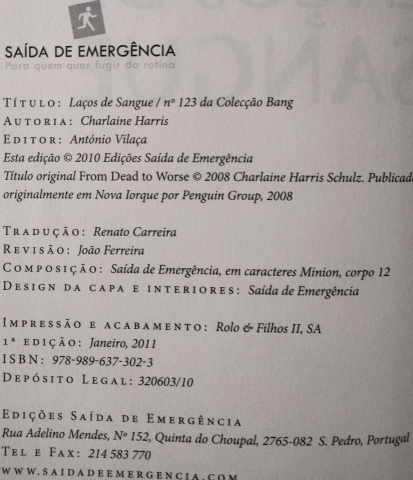 SAÍDA DE EMERGÊNCIA
Para quem quer fugir da rotina
TÍTULO: Laços de Sangue / nº 123 da Colecção Bang
AUTORIA: Charlaine Harris
EDITOR: António Vilaça
Esta edição © 2010 Edições Saída de Emergência
Título original From Dead to Worse © 2008 Charlaine Harris Schulz. Publicado
originalmente em Nova Iorque por Penguin Group, 2008
TRADUÇÃO: Renato Carreira
REVISÃO: João Ferreira
COMPOSIÇÃO: Saída de Emergência, em caracteres Minion, corpo 12
DESIGN DA CAPA E INTERIORES: Saída de Emergência
IMPRESSÃO E ACABAMENTO: Rolo & Filhos II, SA
1ª EDIÇÃO: Janeiro, 2011
ISBN: 978-989-637-302-3
DEPÓSITO LEGAL: 320603/10
EDIÇÕES SAÍDA DE EMERGÊNCIA
Rua Adelino Mendes, Nº 152, Quinta do Choupal, 2765-082 S. Pedro, Portugal
TEL E FAX: 214 583 770
WWW.SAIDADEEMERGENCIA.COM